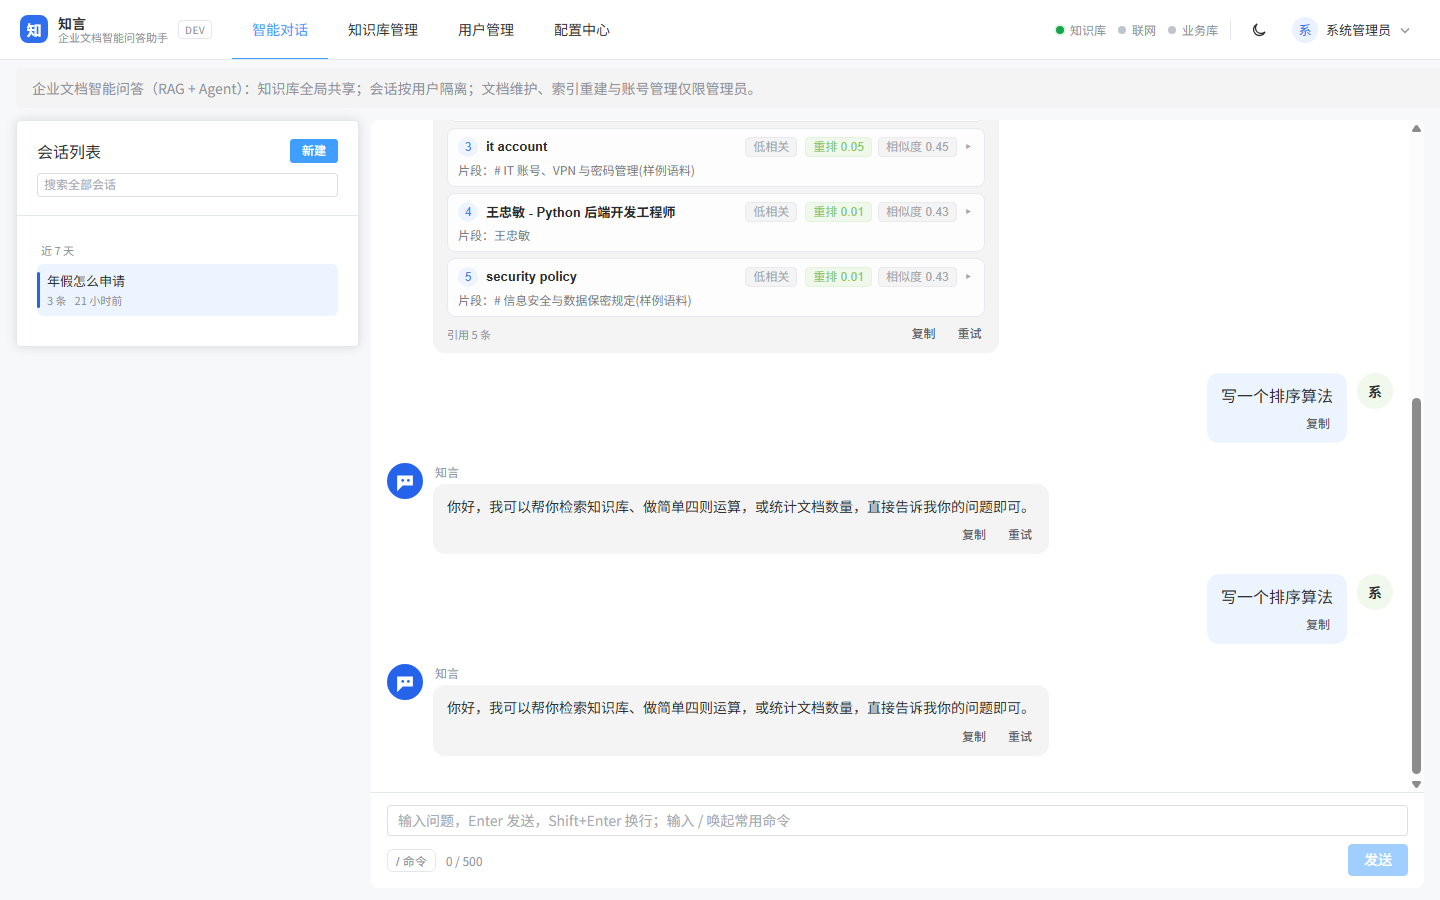 知
知言
企业文档智能问答助手
DEV
智能对话
知识库管理
用户管理
配置中心
知识库
联网
业务库
系
系统管理员
企业文档智能问答（RAG + Agent）：知识库全局共享；会话按用户隔离；文档维护、索引重建与账号管理仅限管理员。
会话列表
新建
搜索全部会话
近 7 天
年假怎么申请
3 条 21 小时前
3 it account 低相关 重排 0.05 相似度 0.45
片段：# IT 账号、VPN 与密码管理(样例语料)
4 王忠敏 - Python 后端开发工程师 低相关 重排 0.01 相似度 0.43
片段：王忠敏
5 security policy 低相关 重排 0.01 相似度 0.43
片段：# 信息安全与数据保密规定(样例语料)
引用 5 条 复制 重试
写一个排序算法
系
复制
知言
你好，我可以帮你检索知识库、做简单四则运算，或统计文档数量，直接告诉我你的问题即可。
复制 重试
写一个排序算法
系
复制
知言
你好，我可以帮你检索知识库、做简单四则运算，或统计文档数量，直接告诉我你的问题即可。
复制 重试
输入问题，Enter 发送，Shift+Enter 换行；输入 / 唤起常用命令
/ 命令 0 / 500
发送